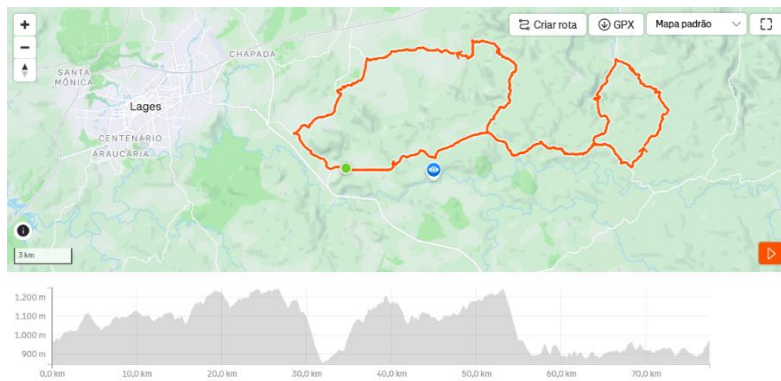 +
Criar rota
GPX
Mapa padrão
−
CHAPADA
SANTA
MÔNICA
Lages
CENTENÁRIO
ARAUCÁRIA
3 km
1.200 m
1.100 m
1.000 m
900 m
0,0 km
10,0 km
20,0 km
30,0 km
40,0 km
50,0 km
60,0 km
70,0 km